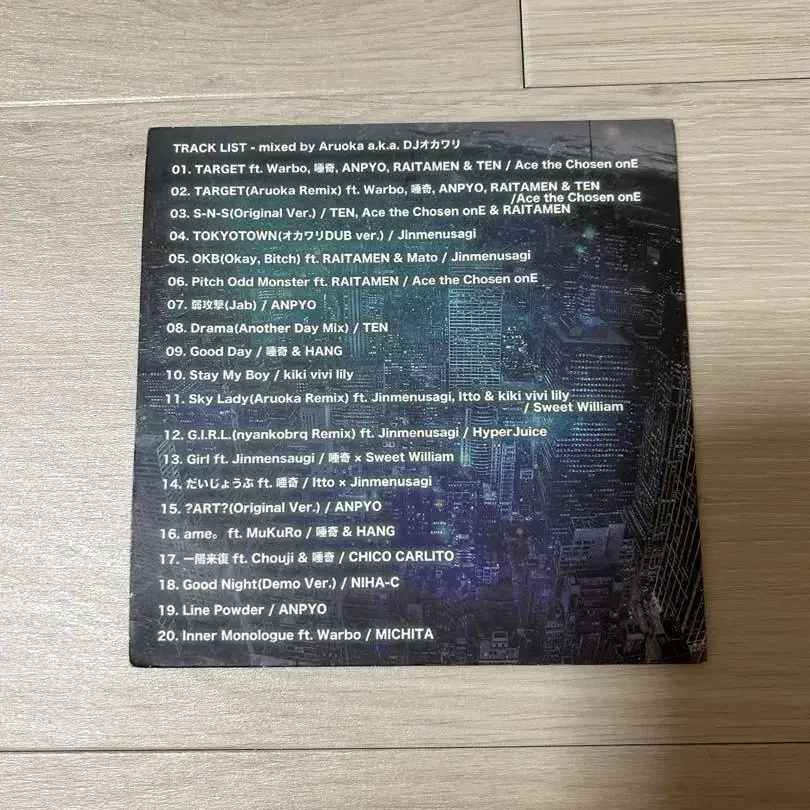 TRACK LIST - mixed by Aruoka a.k.a. DJオカワリ
01. TARGET ft. Warbo, 唾奇, ANPYO, RAITAMEN & TEN / Ace the Chosen onE
02. TARGET(Aruoka Remix) ft. Warbo, 唾奇, ANPYO, RAITAMEN & TEN
/Ace the Chosen onE
03. S-N-S(Original Ver.) / TEN, Ace the Chosen onE & RAITAMEN
04. TOKYOTOWN(オカワリDUB ver.) / Jinmenusagi
05. OKB(Okay, Bitch) ft. RAITAMEN & Mato / Jinmenusagi
06. Pitch Odd Monster ft. RAITAMEN / Ace the Chosen onE
07. 弱攻撃(Jab) / ANPYO
08. Drama(Another Day Mix) / TEN
09. Good Day / 唾奇 & HANG
10. Stay My Boy / kiki vivi lily
11. Sky Lady(Aruoka Remix) ft. Jinmenusagi, Itto & kiki vivi lily
/ Sweet William
12. G.I.R.L.(nyankobrq Remix) ft. Jinmenusagi / HyperJuice
13. Girl ft. Jinmensaugi / 唾奇 × Sweet William
14. だいじょうぶ ft. 唾奇 / Itto × Jinmenusagi
15. ?ART?(Original Ver.) / ANPYO
16. ame。 ft. MuKuRo / 唾奇 & HANG
17. 一陽来復 ft. Chouji & 唾奇 / CHICO CARLITO
18. Good Night(Demo Ver.) / NIHA-C
19. Line Powder / ANPYO
20. Inner Monologue ft. Warbo / MICHITA